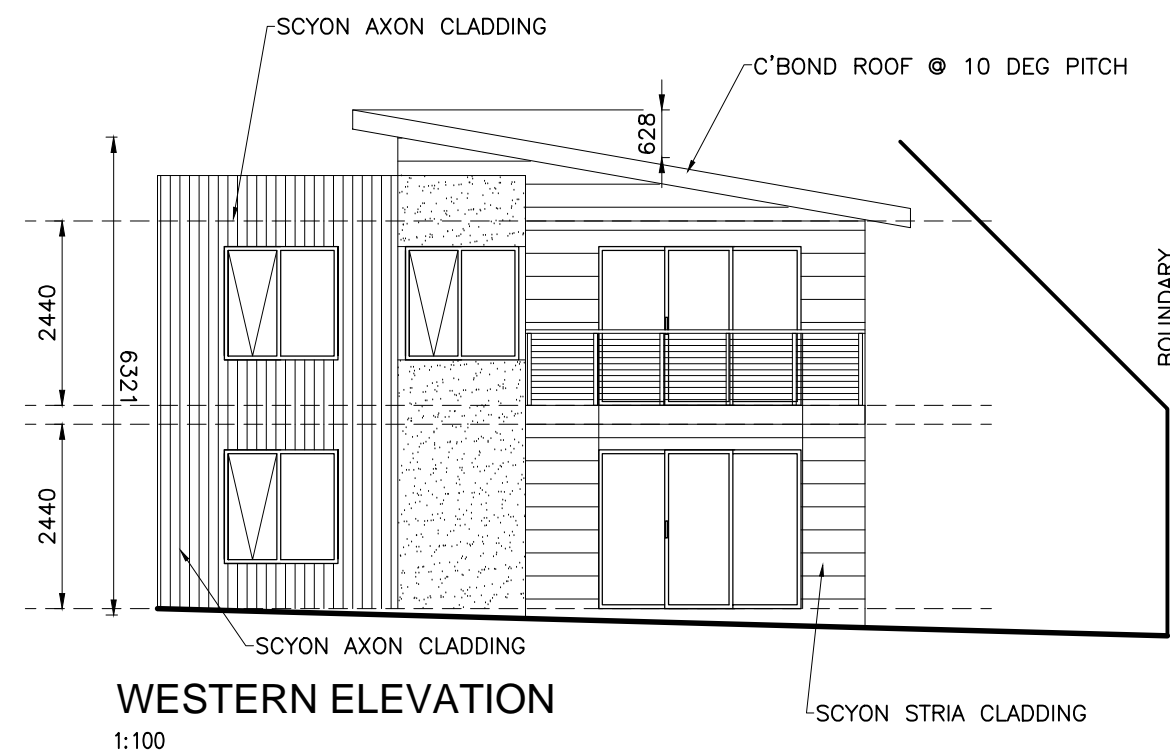 SCYON AXON CLADDING
C'BOND ROOF @ 10 DEG PITCH
628
BOUNDARY
2440
6321
2440
SCYON AXON CLADDING
WESTERN ELEVATION
SCYON STRIA CLADDING
1:100